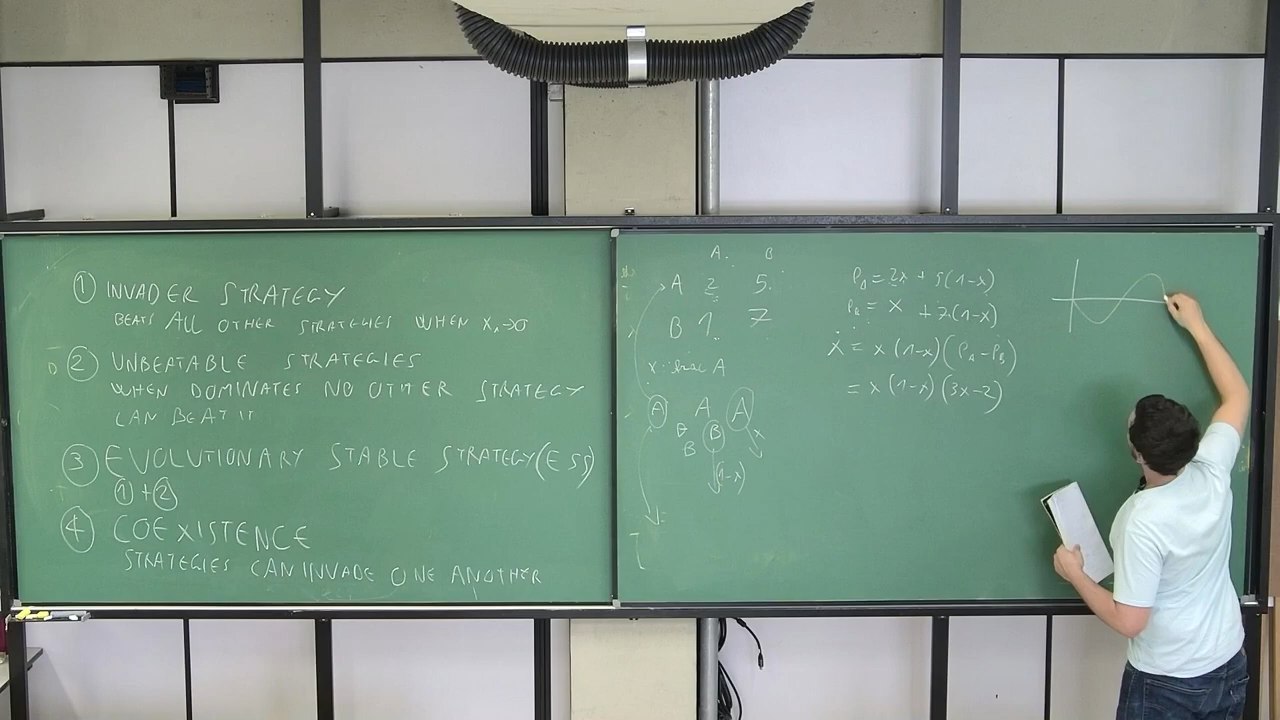 ① INVADER STRATEGY
BEATS ALL OTHER STRATEGIES WHEN X→0
② UNBEATABLE STRATEGIES
WHEN DOMINATES NO OTHER STRATEGY
CAN BEAT IT
③ EVOLUTIONARY STABLE STRATEGY (ESS)
① + ②
④ COEXISTENCE
STRATEGIES CAN INVADE ONE ANOTHER
A B
A 2 5
B 1 7
x: A
A A A
B B
B
x
(1-x)
P_A = 2x + 5(1-x)
P_B = x + 7(1-x)
ẋ = x(1-x)(P_A - P_B)
= x(1-x)(3x-2)